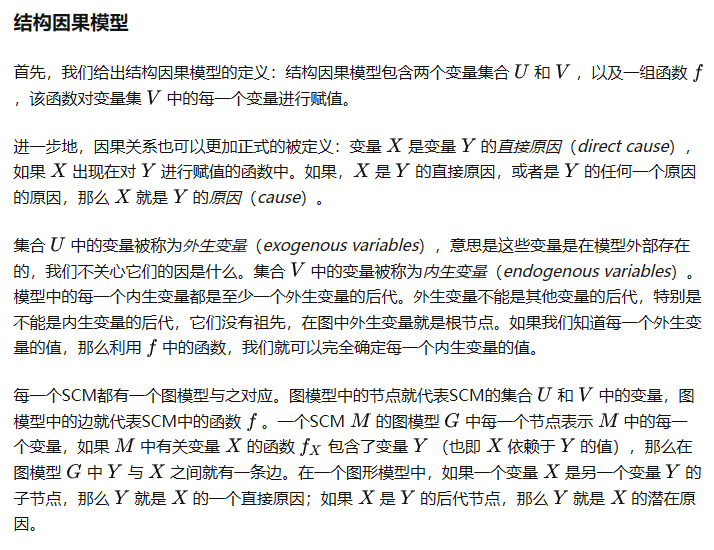 结构因果模型
首先，我们给出结构因果模型的定义：结构因果模型包含两个变量集合 U 和 V ，以及一组函数 f
，该函数对变量集 V 中的每一个变量进行赋值。
进一步地，因果关系也可以更加正式的被定义：变量 X 是变量 Y 的直接原因（direct cause），
如果 X 出现在对 Y 进行赋值的函数中。如果，X 是 Y 的直接原因，或者是 Y 的任何一个原因
的原因，那么 X 就是 Y 的原因（cause）。
集合 U 中的变量被称为外生变量（exogenous variables），意思是这些变量是在模型外部存在
的，我们不关心它们的因是什么。集合 V 中的变量被称为内生变量（endogenous variables）。
模型中的每一个内生变量都是至少一个外生变量的后代。外生变量不能是其他变量的后代，特别是
不能是内生变量的后代，它们没有祖先，在图中外生变量就是根节点。如果我们知道每一个外生变
量的值，那么利用 f 中的函数，我们就可以完全确定每一个内生变量的值。
每一个SCM都有一个图模型与之对应。图模型中的节点就代表SCM的集合 U 和 V 中的变量，图
模型中的边就代表SCM中的函数 f 。一个SCM M 的图模型 G 中每一个节点表示 M 中的每一
个变量，如果 M 中有关变量 X 的函数 f_X 包含了变量 Y （也即 X 依赖于 Y 的值），那么在
图模型 G 中 Y 与 X 之间就有一条边。在一个图形模型中，如果一个变量 X 是另一个变量 Y 的
子节点，那么 Y 就是 X 的一个直接原因；如果 X 是 Y 的后代节点，那么 Y 就是 X 的潜在原
因。